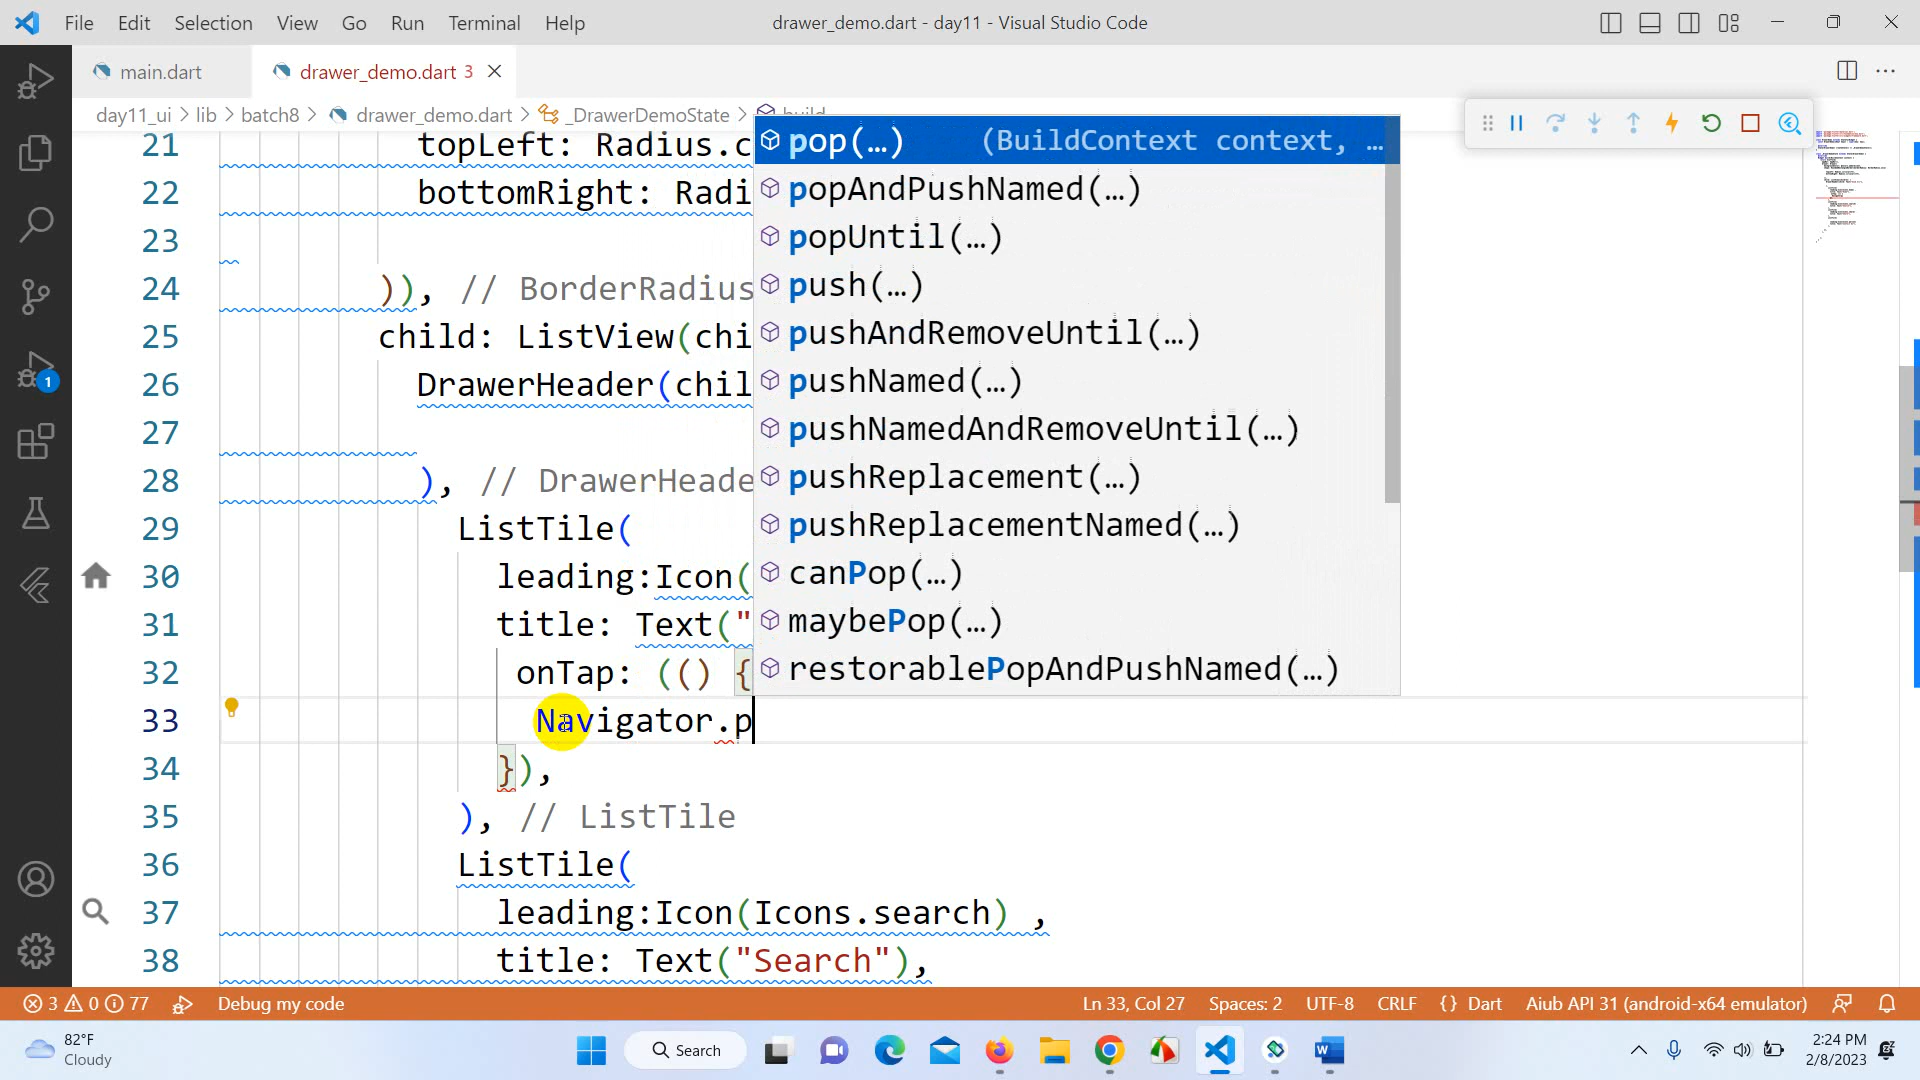 File Edit Selection View Go Run Terminal Help
drawer_demo.dart - day11 - Visual Studio Code
main.dart
drawer_demo.dart 3
day11_ui > lib > batch8 > drawer_demo.dart > _DrawerDemoState > build
21 topLeft: Radius.c
22 bottomRight: Radi
23
24 )), // BorderRadius
25 child: ListView(chi
26 DrawerHeader(chil
27
28 ), // DrawerHeade
29 ListTile(
30 leading:Icon(
31 title: Text("
32 onTap: (() {
33 Navigator.p
34 }),
35 ), // ListTile
36 ListTile(
37 leading:Icon(Icons.search) ,
38 title: Text("Search"),
pop(…) (BuildContext context, …
popAndPushNamed(…)
popUntil(…)
push(…)
pushAndRemoveUntil(…)
pushNamed(…)
pushNamedAndRemoveUntil(…)
pushReplacement(…)
pushReplacementNamed(…)
canPop(…)
maybePop(…)
restorablePopAndPushNamed(…)
1
3 0 77 Debug my code
Ln 33, Col 27 Spaces: 2 UTF-8 CRLF {} Dart Aiub API 31 (android-x64 emulator)
82°F
Cloudy
Search
2:24 PM
2/8/2023